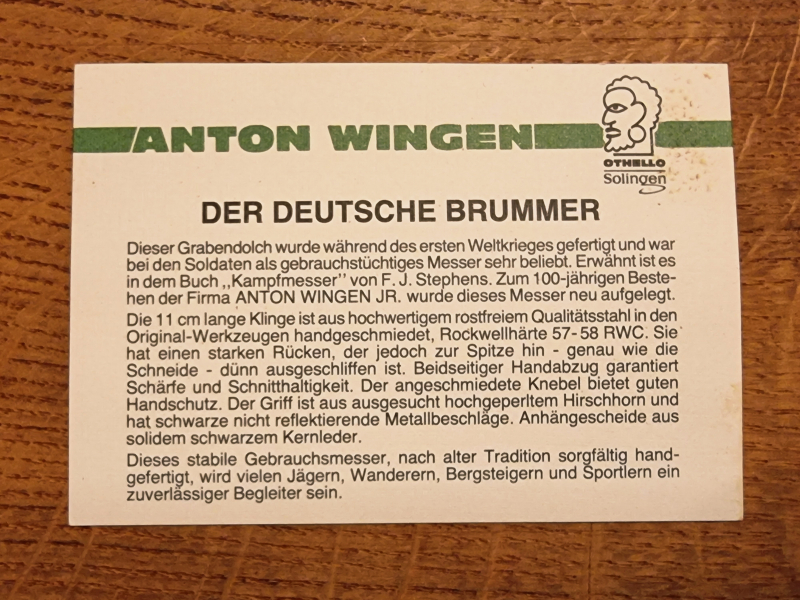 ANTON WINGEN
OTHELLO
Solingen
DER DEUTSCHE BRUMMER
Dieser Grabendolch wurde während des ersten Weltkrieges gefertigt und war
bei den Soldaten als gebrauchstüchtiges Messer sehr beliebt. Erwähnt ist es
in dem Buch „Kampfmesser" von F. J. Stephens. Zum 100-jährigen Beste-
hen der Firma ANTON WINGEN JR. wurde dieses Messer neu aufgelegt.
Die 11 cm lange Klinge ist aus hochwertigem rostfreiem Qualitätsstahl in den
Original-Werkzeugen handgeschmiedet, Rockwellhärte 57-58 RWC. Sie
hat einen starken Rücken, der jedoch zur Spitze hin - genau wie die
Schneide - dünn ausgeschliffen ist. Beidseitiger Handabzug garantiert
Schärfe und Schnitthaltigkeit. Der angeschmiedete Knebel bietet guten
Handschutz. Der Griff ist aus ausgesucht hochgeperltem Hirschhorn und
hat schwarze nicht reflektierende Metallbeschläge. Anhängescheide aus
solidem schwarzem Kernleder.
Dieses stabile Gebrauchsmesser, nach alter Tradition sorgfältig hand-
gefertigt, wird vielen Jägern, Wanderern, Bergsteigern und Sportlern ein
zuverlässiger Begleiter sein.